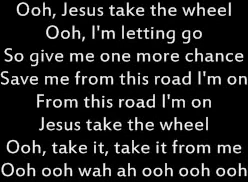 Ooh, Jesus take the wheel
Ooh, I'm letting go
So give me one more chance
Save me from this road I'm on
From this road I'm on
Jesus take the wheel
Ooh, take it, take it from me
Ooh ooh wah ah ooh ooh ooh